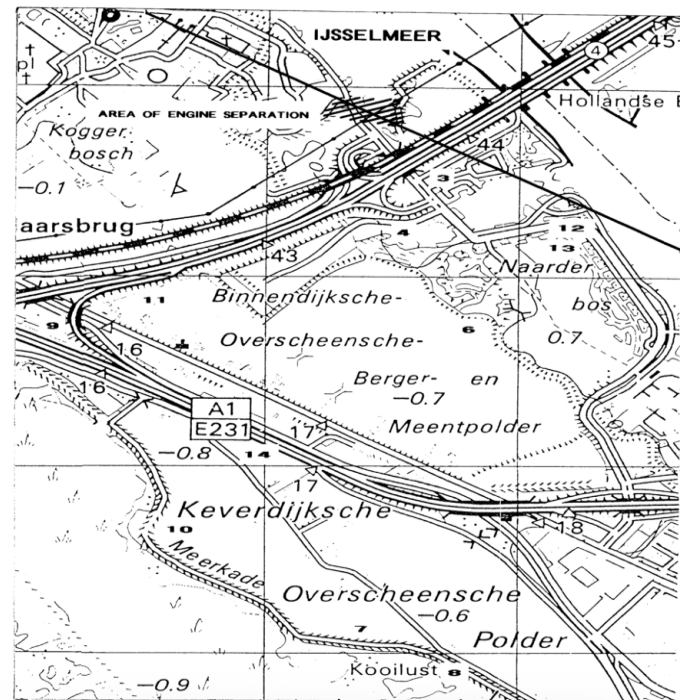 IJSSELMEER
45
4
pl
AREA OF ENGINE SEPARATION
Hollandse B
Kogger
bosch
44
3
-0.1
aarsbrug
4
12
43
13
Naarder
bos
11
Binnendijksche-
9
6
0.7
16
Overscheensche-
16
Berger- en
-0.7
A1
E231
17
Meentpolder
-0.8
14
17
Keverdijksche
10
18
Meerkade
Overscheensche
-0.6
7
Polder
Kooilust
8
-0.9